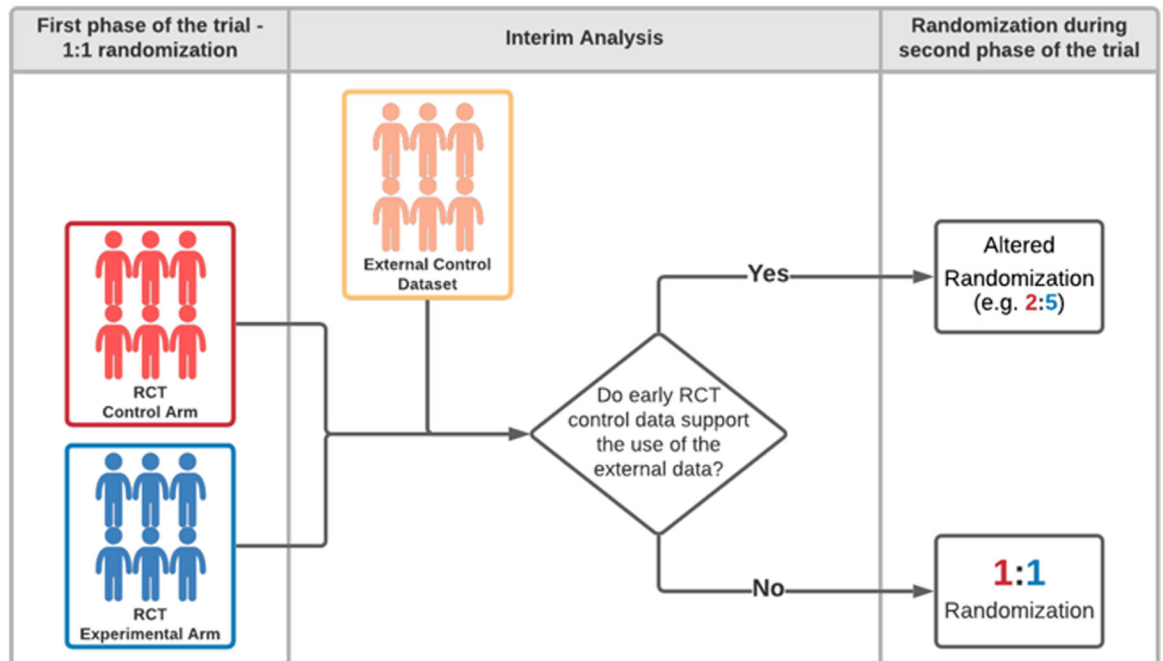 First phase of the trial -
1:1 randomization
Interim Analysis
Randomization during
second phase of the trial
External Control
Dataset
RCT
Control Arm
RCT
Experimental Arm
Do early RCT
control data support
the use of the
external data?
Yes
No
Altered
Randomization
(e.g. 2:5)
1:1
Randomization